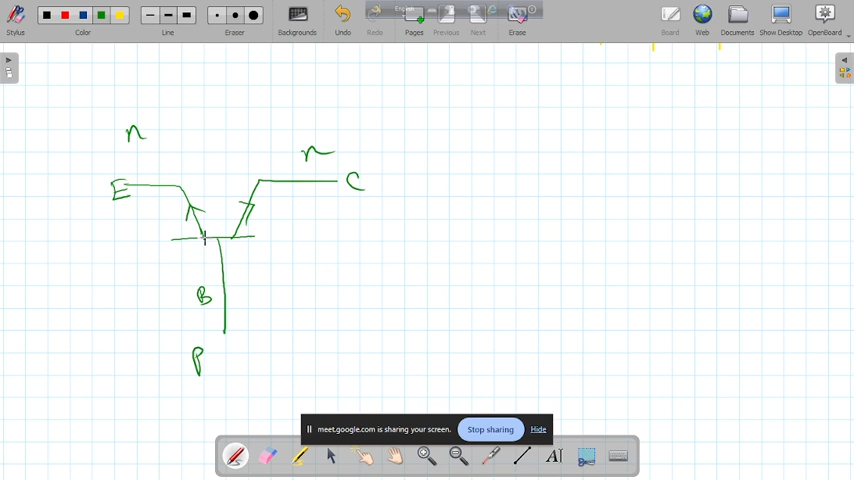 English
Stylus Color Line Eraser Backgrounds Undo Redo Pages Previous Next Erase Board Web Documents Show Desktop OpenBoard
n
n
E C
B
P
meet.google.com is sharing your screen. Stop sharing Hide